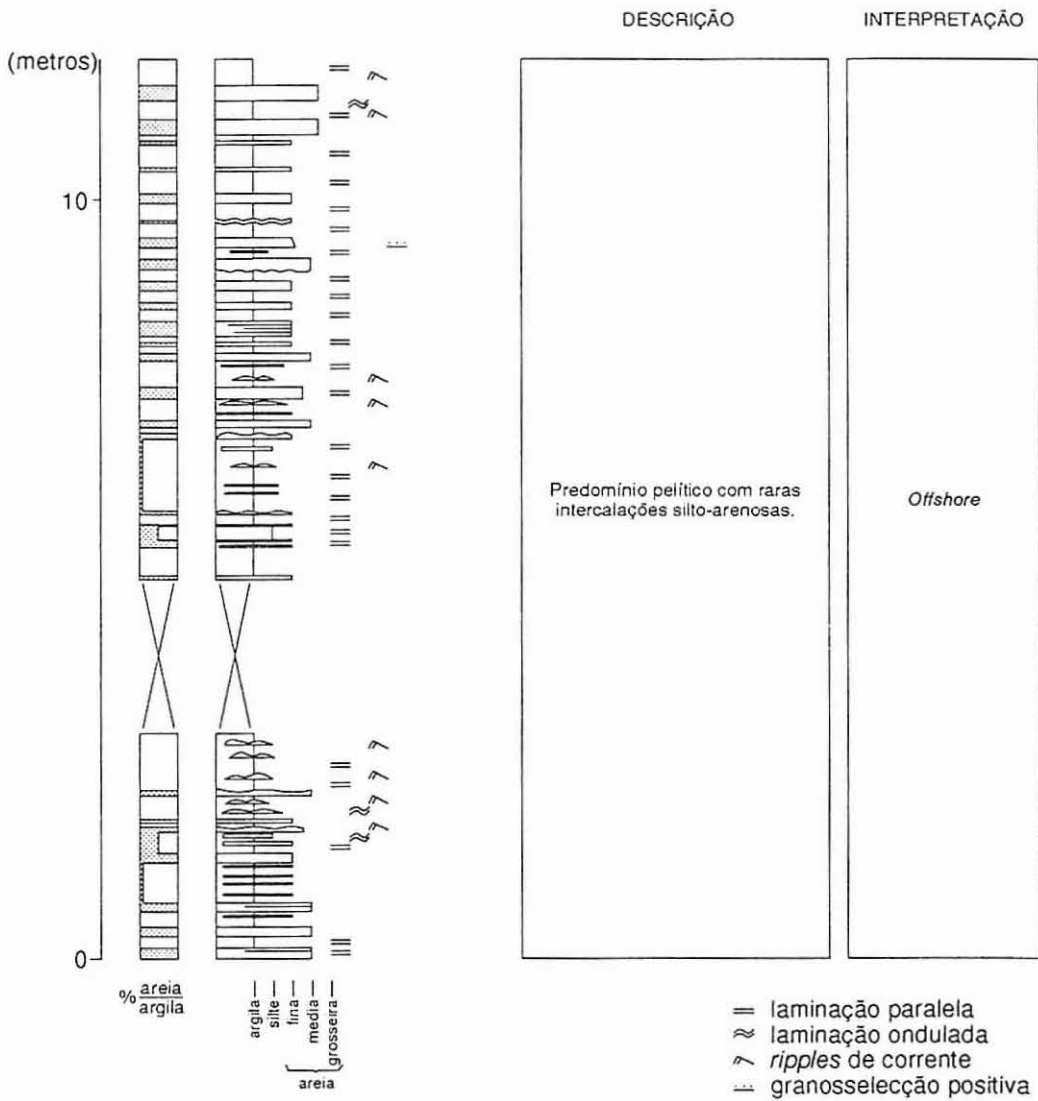 DESCRIÇÃO
INTERPRETAÇÃO
(metros)
10
0
Predomínio pelítico com raras
intercalações silto-arenosas.
Offshore
% areia
argila
argila
silte
fina
media
grosseira
areia
= laminação paralela
≈ laminação ondulada
ripples de corrente
granosselecção positiva